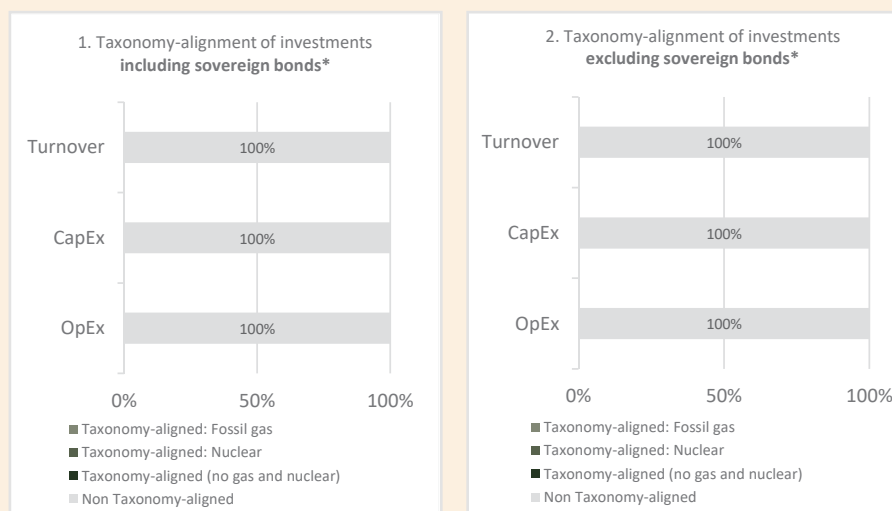 1. Taxonomy-alignment of investments
including sovereign bonds*
Turnover
100%
CapEx
100%
OpEx
100%
0%
50%
100%
Taxonomy-aligned: Fossil gas
Taxonomy-aligned: Nuclear
Taxonomy-aligned (no gas and nuclear)
Non Taxonomy-aligned
2. Taxonomy-alignment of investments
excluding sovereign bonds*
Turnover
100%
CapEx
100%
OpEx
100%
0%
50%
100%
Taxonomy-aligned: Fossil gas
Taxonomy-aligned: Nuclear
Taxonomy-aligned (no gas and nuclear)
Non Taxonomy-aligned